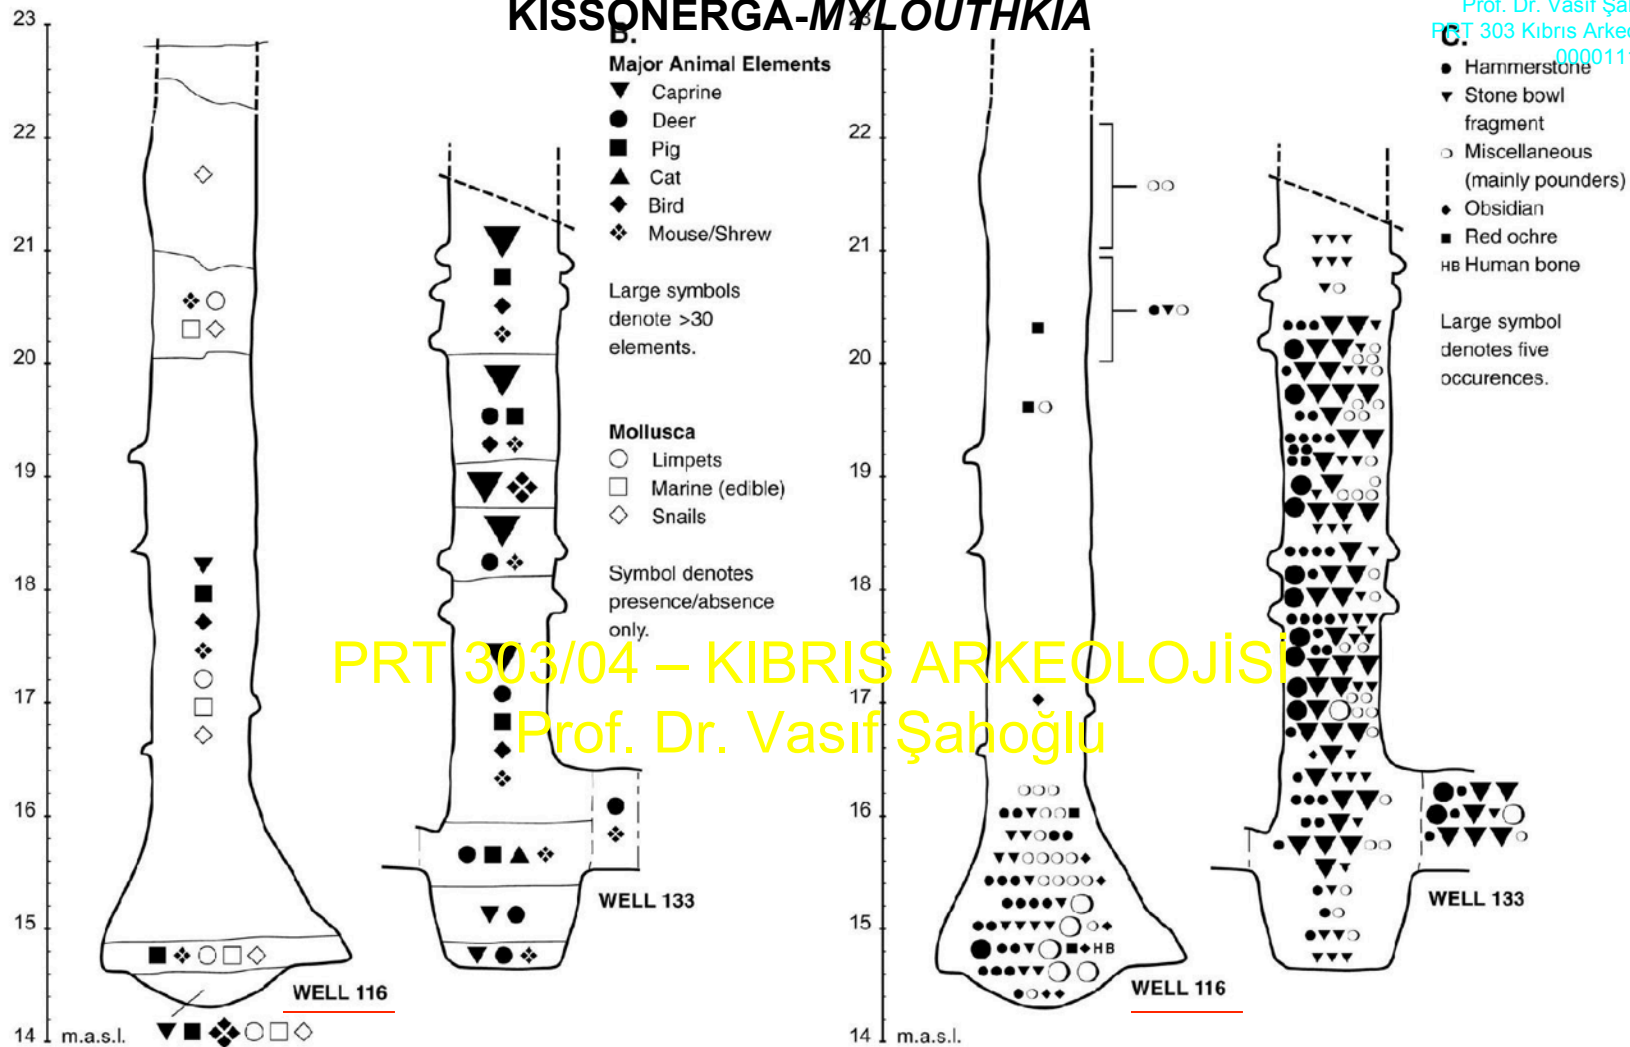 KISSONERGA-MYLOUTHKIA
Prof. Dr. Vasıf Şah
PRT 303 Kıbrıs Arkeo
000011
23
22
21
20
19
18
17
16
15
14 m.a.s.l.
WELL 116
WELL 133
B.
Major Animal Elements
Caprine
Deer
Pig
Cat
Bird
Mouse/Shrew
Large symbols
denote >30
elements.
Mollusca
Limpets
Marine (edible)
Snails
Symbol denotes
presence/absence
only.
PRT 303/04 – KIBRIS ARKEOLOJİSİ
Prof. Dr. Vasıf Şahoğlu
23
22
21
20
19
18
17
16
15
14 m.a.s.l.
HB
WELL 116
WELL 133
C.
Hammerstone
Stone bowl
fragment
Miscellaneous
(mainly pounders)
Obsidian
Red ochre
HB Human bone
Large symbol
denotes five
occurences.